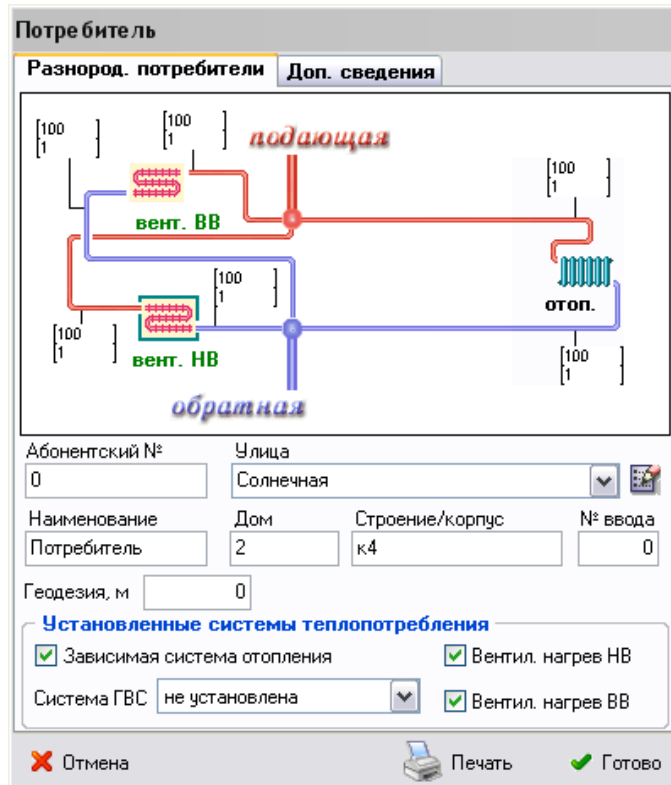 Потребитель
Разнород. потребители Доп. сведения
[100 ]
[1 ]
[100 ]
[1 ]
подающая
[100 ]
[1 ]
вент. ВВ
[100 ]
[1 ]
отоп.
[100 ]
[1 ]
вент. НВ
[100 ]
[1 ]
обратная
Абонентский № Улица
0 Солнечная
Наименование Дом Строение/корпус № ввода
Потребитель 2 к4 0
Геодезия, м 0
Установленные системы теплопотребления
Зависимая система отопления Вентил. нагрев НВ
Система ГВС не установлена Вентил. нагрев ВВ
Отмена Печать Готово